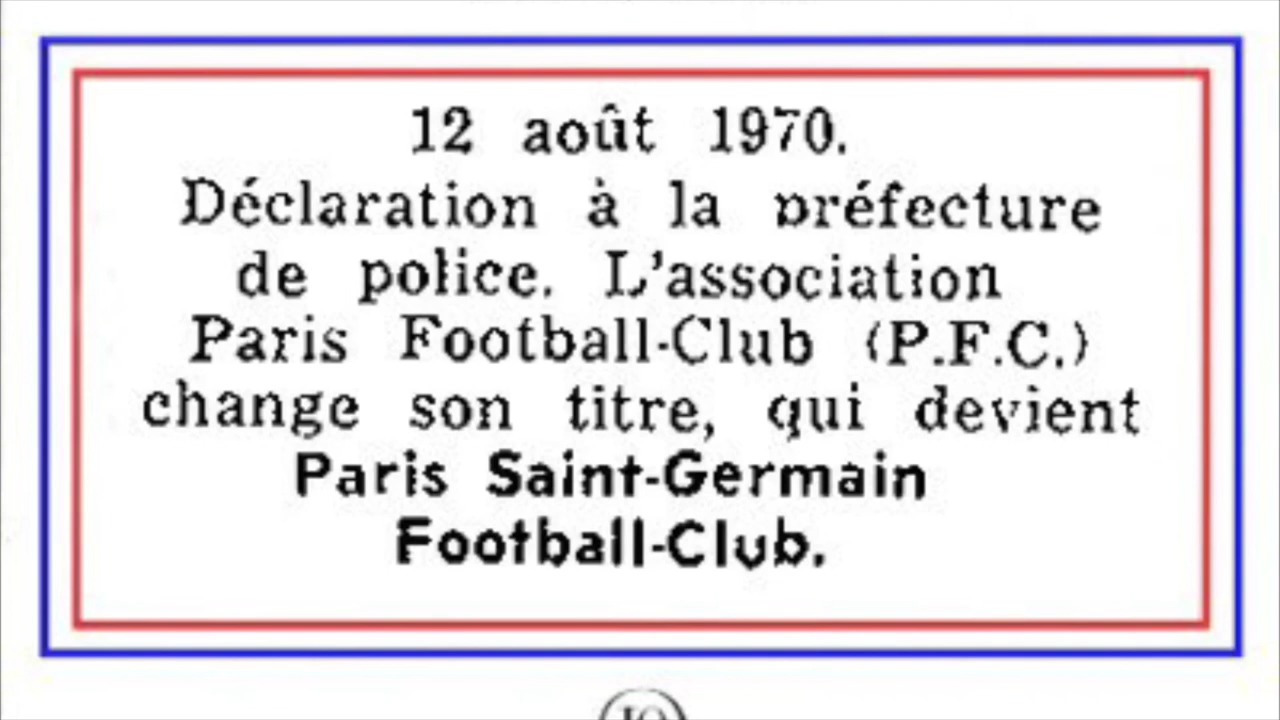 12 août 1970.
Déclaration à la préfecture
de police. L'association
Paris Football-Club (P.F.C.)
change son titre, qui devient
Paris Saint-Germain
Football-Club.